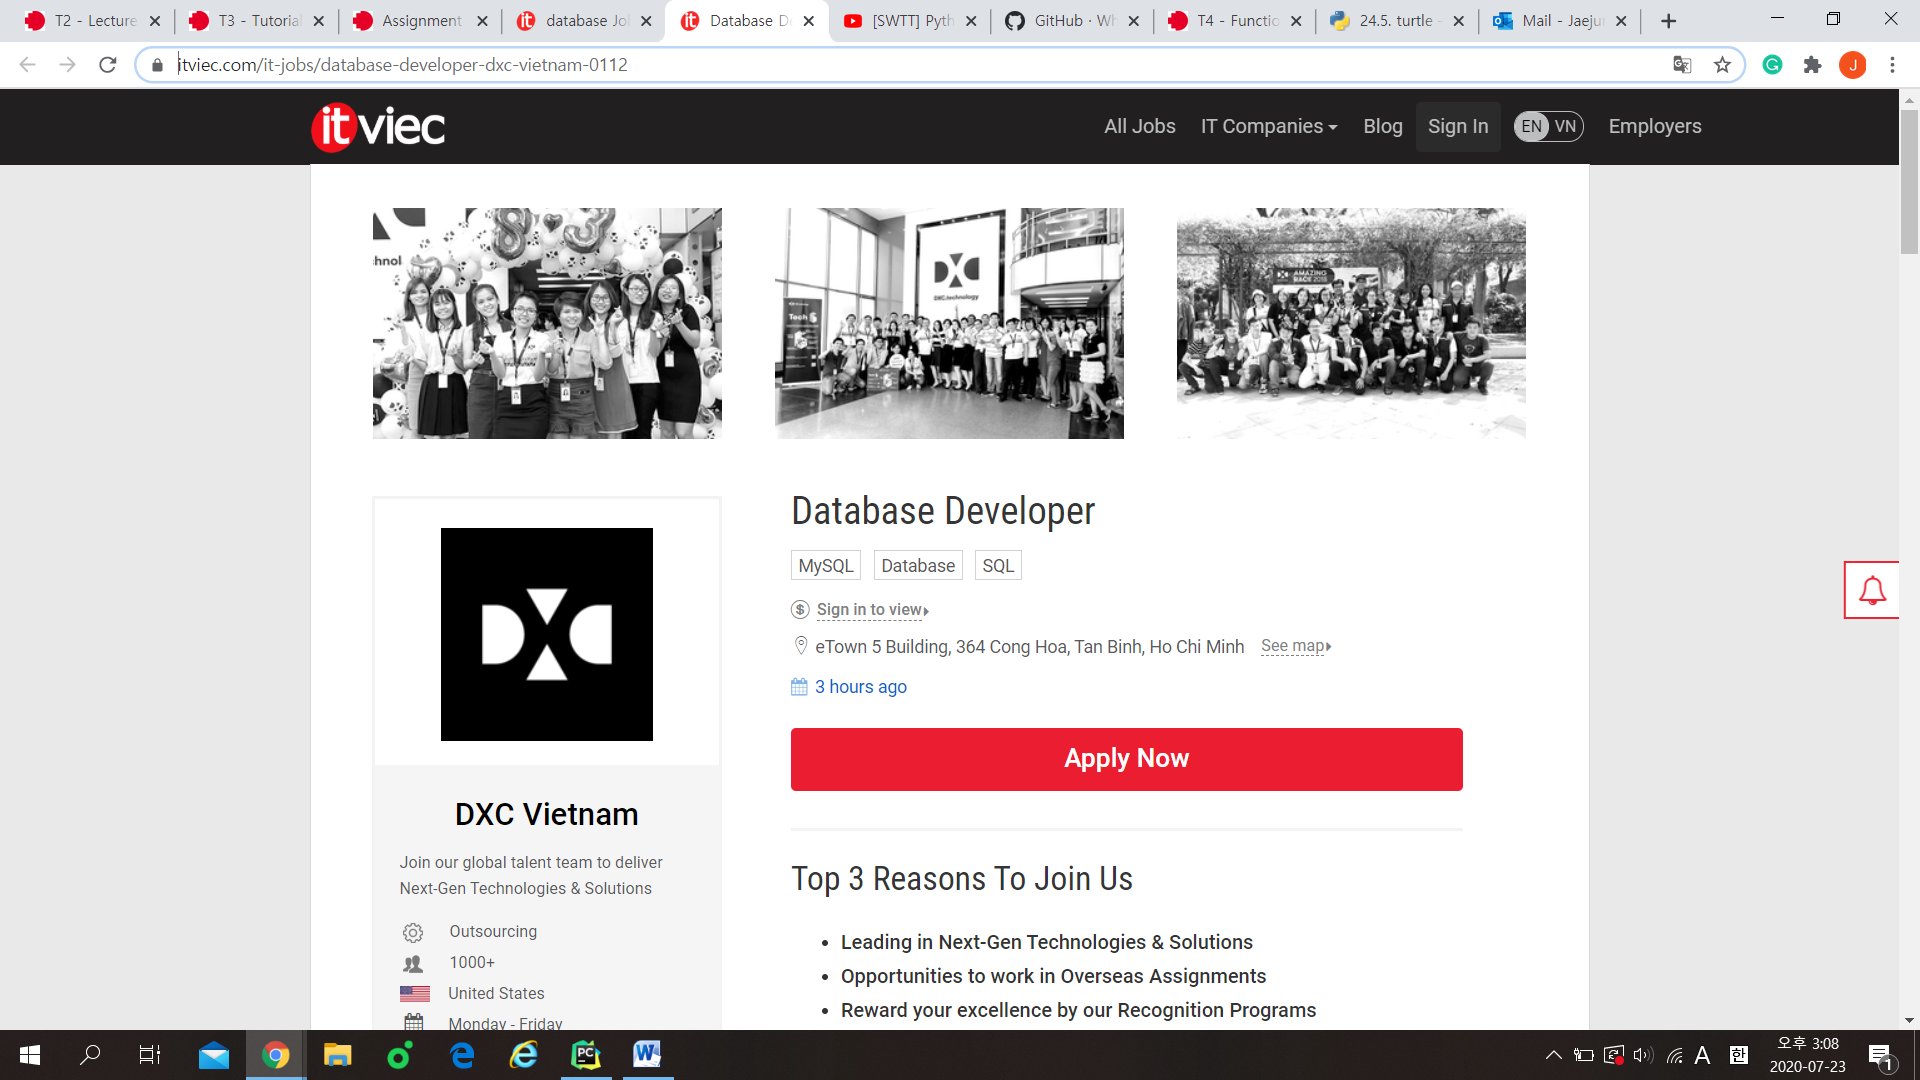 T2 - Lecture
T3 - Tutorial
Assignment
database Jo
Database D
[SWTT] Pyth
GitHub · Wh
T4 - Functio
24.5. turtle -
Mail - Jaeju
itviec.com/it-jobs/database-developer-dxc-vietnam-0112
J
itviec
All Jobs
IT Companies
Blog
Sign In
EN VN
Employers
8.3
hnol
DXC.technology
Tech
AMAZING
RACE 2018
Database Developer
MySQL
Database
SQL
Sign in to view
eTown 5 Building, 364 Cong Hoa, Tan Binh, Ho Chi Minh
See map
3 hours ago
Apply Now
DXC
DXC Vietnam
Join our global talent team to deliver
Next-Gen Technologies & Solutions
Outsourcing
1000+
United States
Monday - Friday
Top 3 Reasons To Join Us
• Leading in Next-Gen Technologies & Solutions
• Opportunities to work in Overseas Assignments
• Reward your excellence by our Recognition Programs
PC
W
A
한
오후 3:08
2020-07-23
1